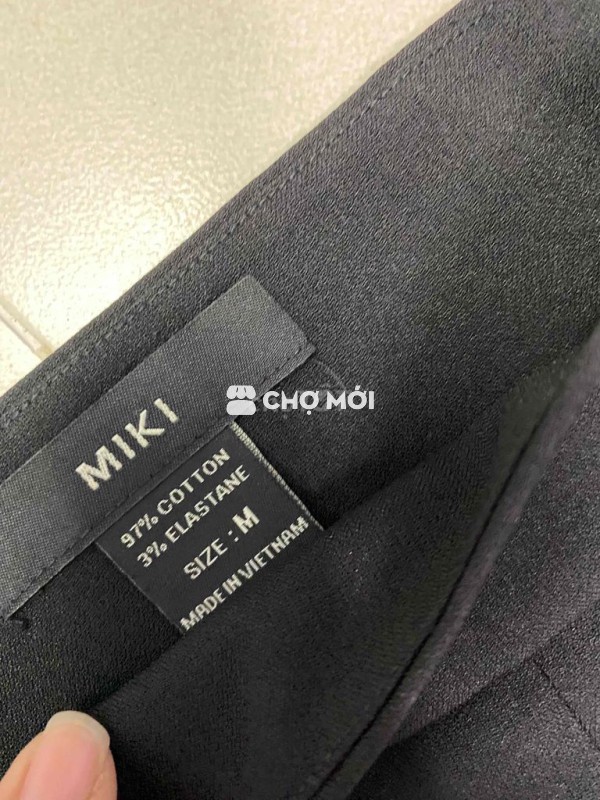 CHỢ MỚI
MIKI
97% COTTON
3% ELASTANE
SIZE : M
MADE IN VIETNAM